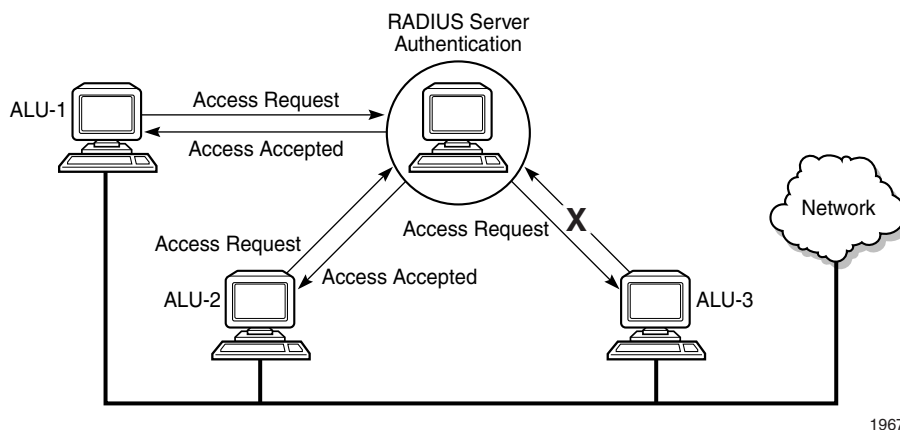 RADIUS Server
Authentication
ALU-1
Access Request
Access Accepted
Access Request
X
Network
Access Request
Access Accepted
ALU-2
ALU-3
1967